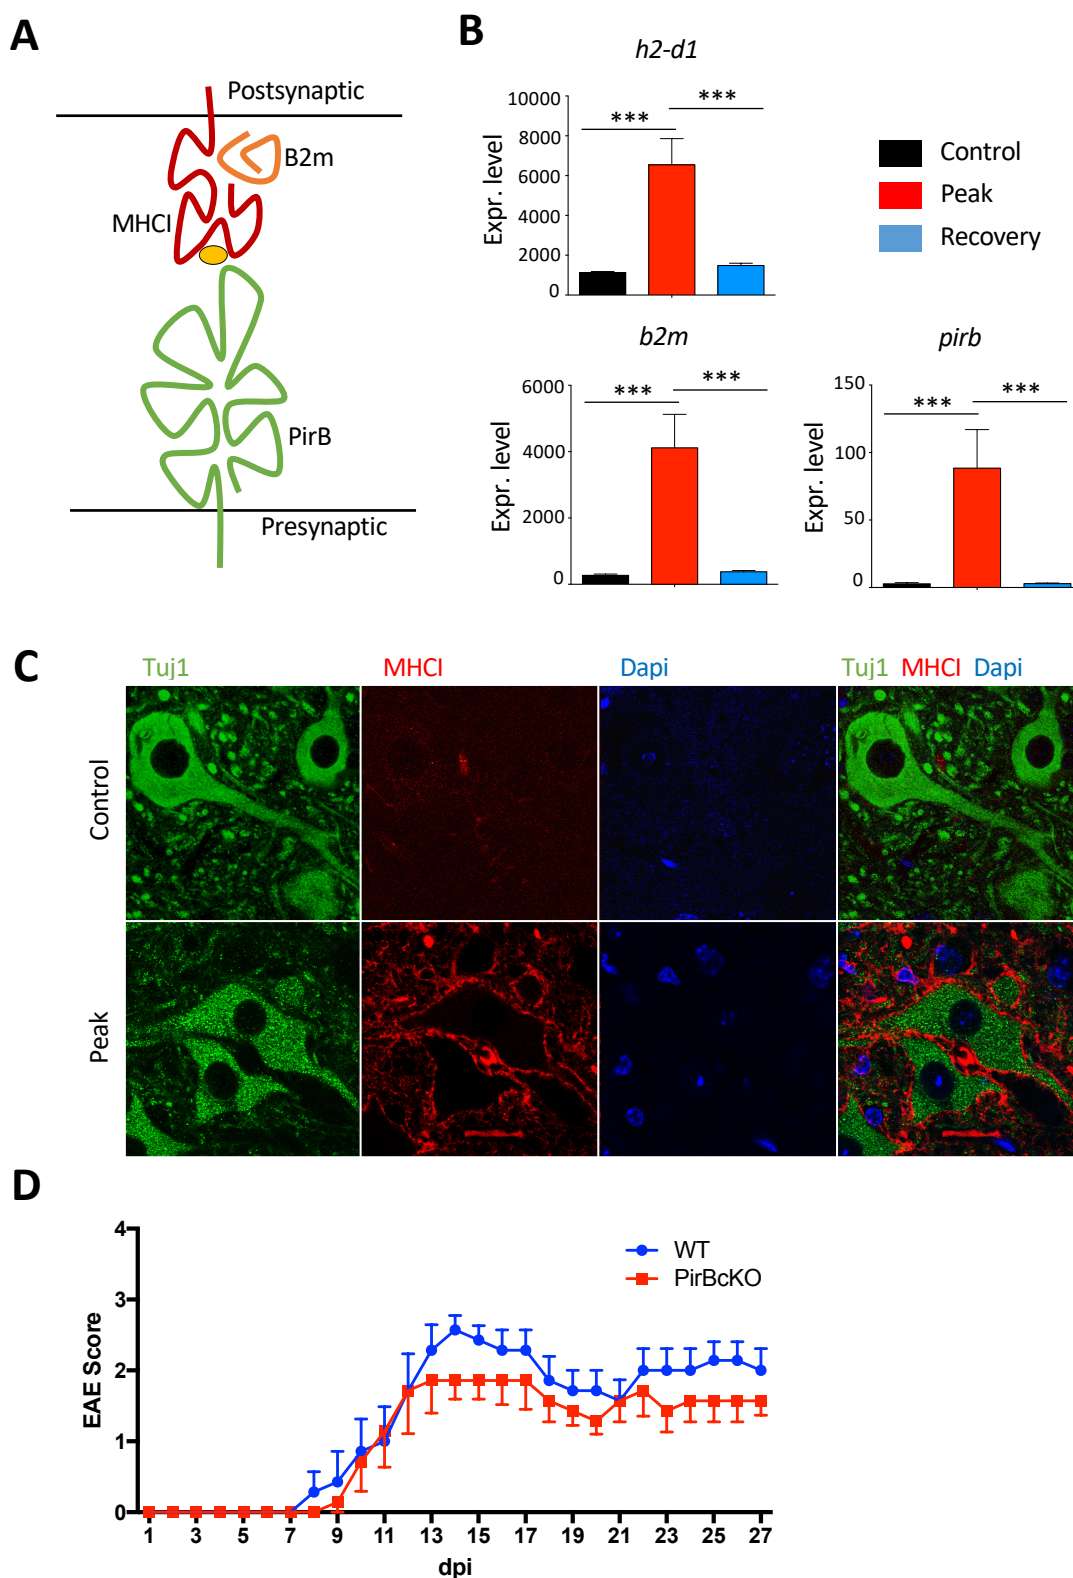 A
Postsynaptic
B2m
MHCI
PirB
Presynaptic
B
h2-d1
Expr. level
10000
8000
6000
4000
2000
0
***
***
Control
Peak
Recovery
b2m
Expr. level
6000
4000
2000
0
***
***
pirb
Expr. level
150
100
50
0
***
***
C
Tuj1 MHCI Dapi Tuj1 MHCI Dapi
Control
Peak
D
EAE Score
4
3
2
1
0
WT
PirBcKO
1 3 5 7 9 11 13 15 17 19 21 23 25 27
dpi